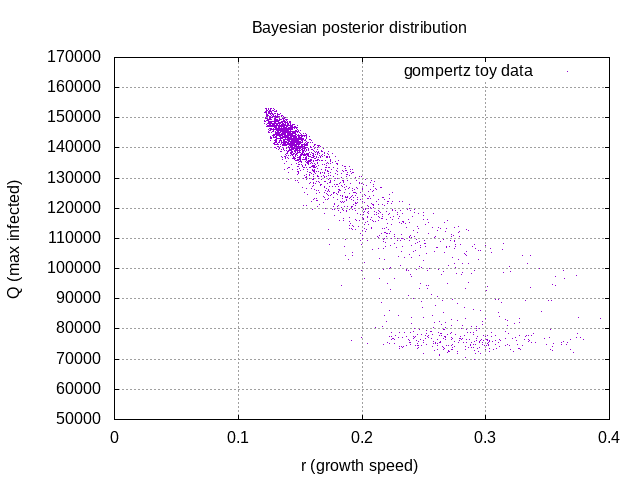 Bayesian posterior distribution
170000
160000
150000
140000
130000
120000
110000
100000
90000
80000
70000
60000
50000
gompertz toy data
Q (max infected)
0 0.1 0.2 0.3 0.4
r (growth speed)